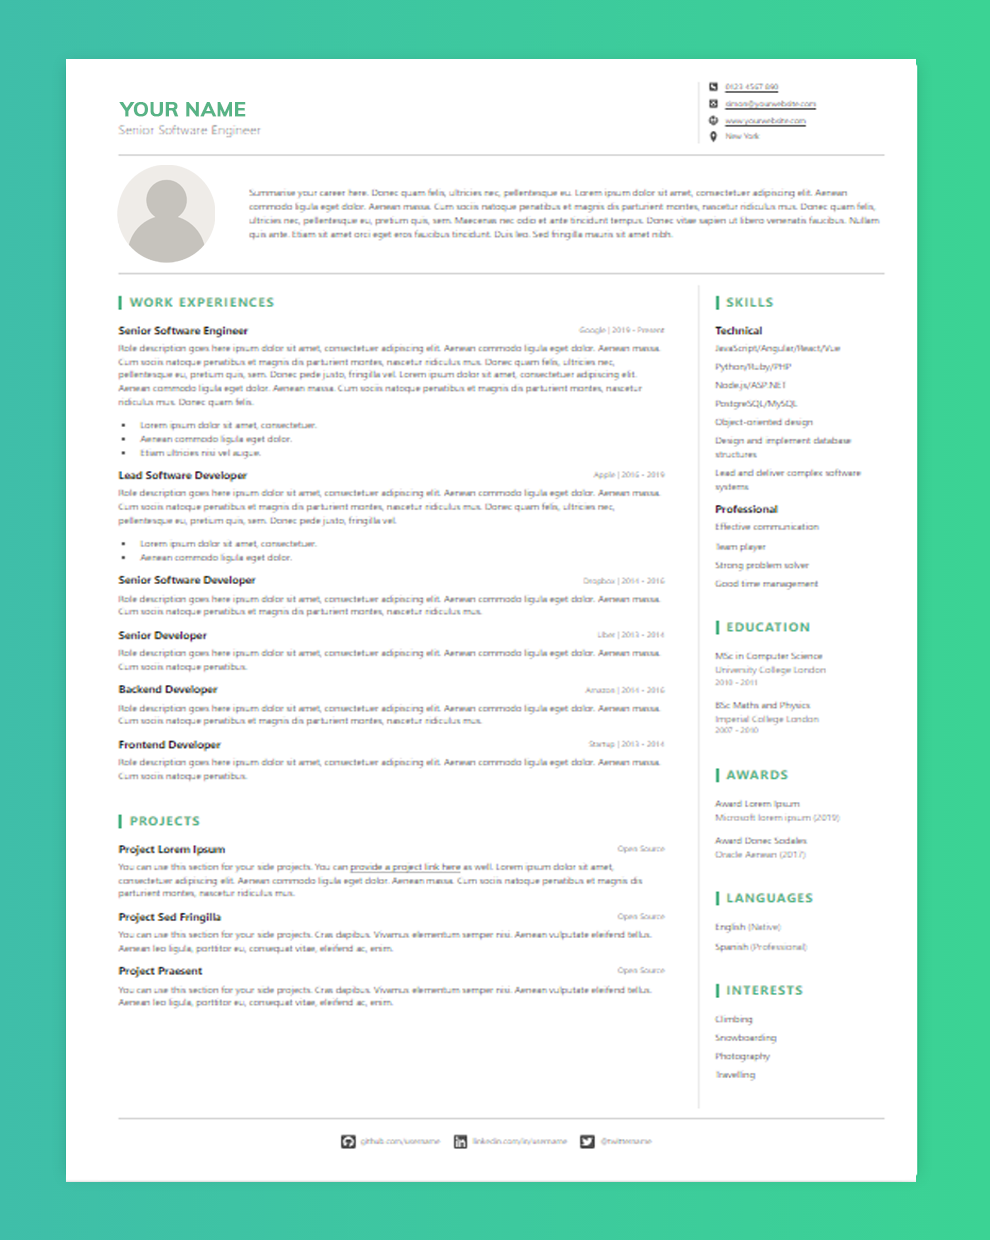 YOUR NAME
Senior Software Engineer
0123 4567 890
simon@yourwebsite.com
www.yourwebsite.com
New York
Summarise your career here. Donec quam felis, ultricies nec, pellentesque eu. Lorem ipsum dolor sit amet, consectetuer adipiscing elit. Aenean
commodo ligula eget dolor. Aenean massa. Cum sociis natoque penatibus et magnis dis parturient montes, nascetur ridiculus mus. Donec quam felis,
ultricies nec, pellentesque eu, pretium quis, sem. Maecenas nec odio et ante tincidunt tempus. Donec vitae sapien ut libero venenatis faucibus. Nullam
quis ante. Etiam sit amet orci eget eros faucibus tincidunt. Duis leo. Sed fringilla mauris sit amet nibh.
WORK EXPERIENCES
Senior Software Engineer
Google | 2019 - Present
Role description goes here ipsum dolor sit amet, consectetuer adipiscing elit. Aenean commodo ligula eget dolor. Aenean massa.
Cum sociis natoque penatibus et magnis dis parturient montes, nascetur ridiculus mus. Donec quam felis, ultricies nec,
pellentesque eu, pretium quis, sem. Donec pede justo, fringilla vel. Lorem ipsum dolor sit amet, consectetuer adipiscing elit.
Aenean commodo ligula eget dolor. Aenean massa. Cum sociis natoque penatibus et magnis dis parturient montes, nascetur
ridiculus mus. Donec quam felis.
• Lorem ipsum dolor sit amet, consectetuer.
• Aenean commodo ligula eget dolor.
• Etiam ultricies nisi vel augue.
Lead Software Developer
Apple | 2016 - 2019
Role description goes here ipsum dolor sit amet, consectetuer adipiscing elit. Aenean commodo ligula eget dolor. Aenean massa.
Cum sociis natoque penatibus et magnis dis parturient montes, nascetur ridiculus mus. Donec quam felis, ultricies nec,
pellentesque eu, pretium quis, sem. Donec pede justo, fringilla vel.
• Lorem ipsum dolor sit amet, consectetuer.
• Aenean commodo ligula eget dolor.
Senior Software Developer
Dropbox | 2014 - 2016
Role description goes here ipsum dolor sit amet, consectetuer adipiscing elit. Aenean commodo ligula eget dolor. Aenean massa.
Cum sociis natoque penatibus et magnis dis parturient montes, nascetur ridiculus mus.
Senior Developer
Uber | 2013 - 2014
Role description goes here ipsum dolor sit amet, consectetuer adipiscing elit. Aenean commodo ligula eget dolor. Aenean massa.
Cum sociis natoque penatibus.
Backend Developer
Amazon | 2014 - 2016
Role description goes here ipsum dolor sit amet, consectetuer adipiscing elit. Aenean commodo ligula eget dolor. Aenean massa.
Cum sociis natoque penatibus et magnis dis parturient montes, nascetur ridiculus mus.
Frontend Developer
Startup | 2013 - 2014
Role description goes here ipsum dolor sit amet, consectetuer adipiscing elit. Aenean commodo ligula eget dolor. Aenean massa.
Cum sociis natoque penatibus.
PROJECTS
Project Lorem Ipsum
Open Source
You can use this section for your side projects. You can provide a project link here as well. Lorem ipsum dolor sit amet,
consectetuer adipiscing elit. Aenean commodo ligula eget dolor. Aenean massa. Cum sociis natoque penatibus et magnis dis
parturient montes, nascetur ridiculus mus.
Project Sed Fringilla
Open Source
You can use this section for your side projects. Cras dapibus. Vivamus elementum semper nisi. Aenean vulputate eleifend tellus.
Aenean leo ligula, porttitor eu, consequat vitae, eleifend ac, enim.
Project Praesent
Open Source
You can use this section for your side projects. Cras dapibus. Vivamus elementum semper nisi. Aenean vulputate eleifend tellus.
Aenean leo ligula, porttitor eu, consequat vitae, eleifend ac, enim.
SKILLS
Technical
JavaScript/Angular/React/Vue
Python/Ruby/PHP
Node.js/ASP.NET
PostgreSQL/MySQL
Object-oriented design
Design and implement database
structures
Lead and deliver complex software
systems
Professional
Effective communication
Team player
Strong problem solver
Good time management
EDUCATION
MSc in Computer Science
University College London
2010 - 2011
BSc Maths and Physics
Imperial College London
2007 - 2010
AWARDS
Award Lorem Ipsum
Microsoft lorem ipsum (2019)
Award Donec Sodales
Oracle Aenean (2017)
LANGUAGES
English (Native)
Spanish (Professional)
INTERESTS
Climbing
Snowboarding
Photography
Travelling
github.com/username
linkedin.com/in/username
@twittername